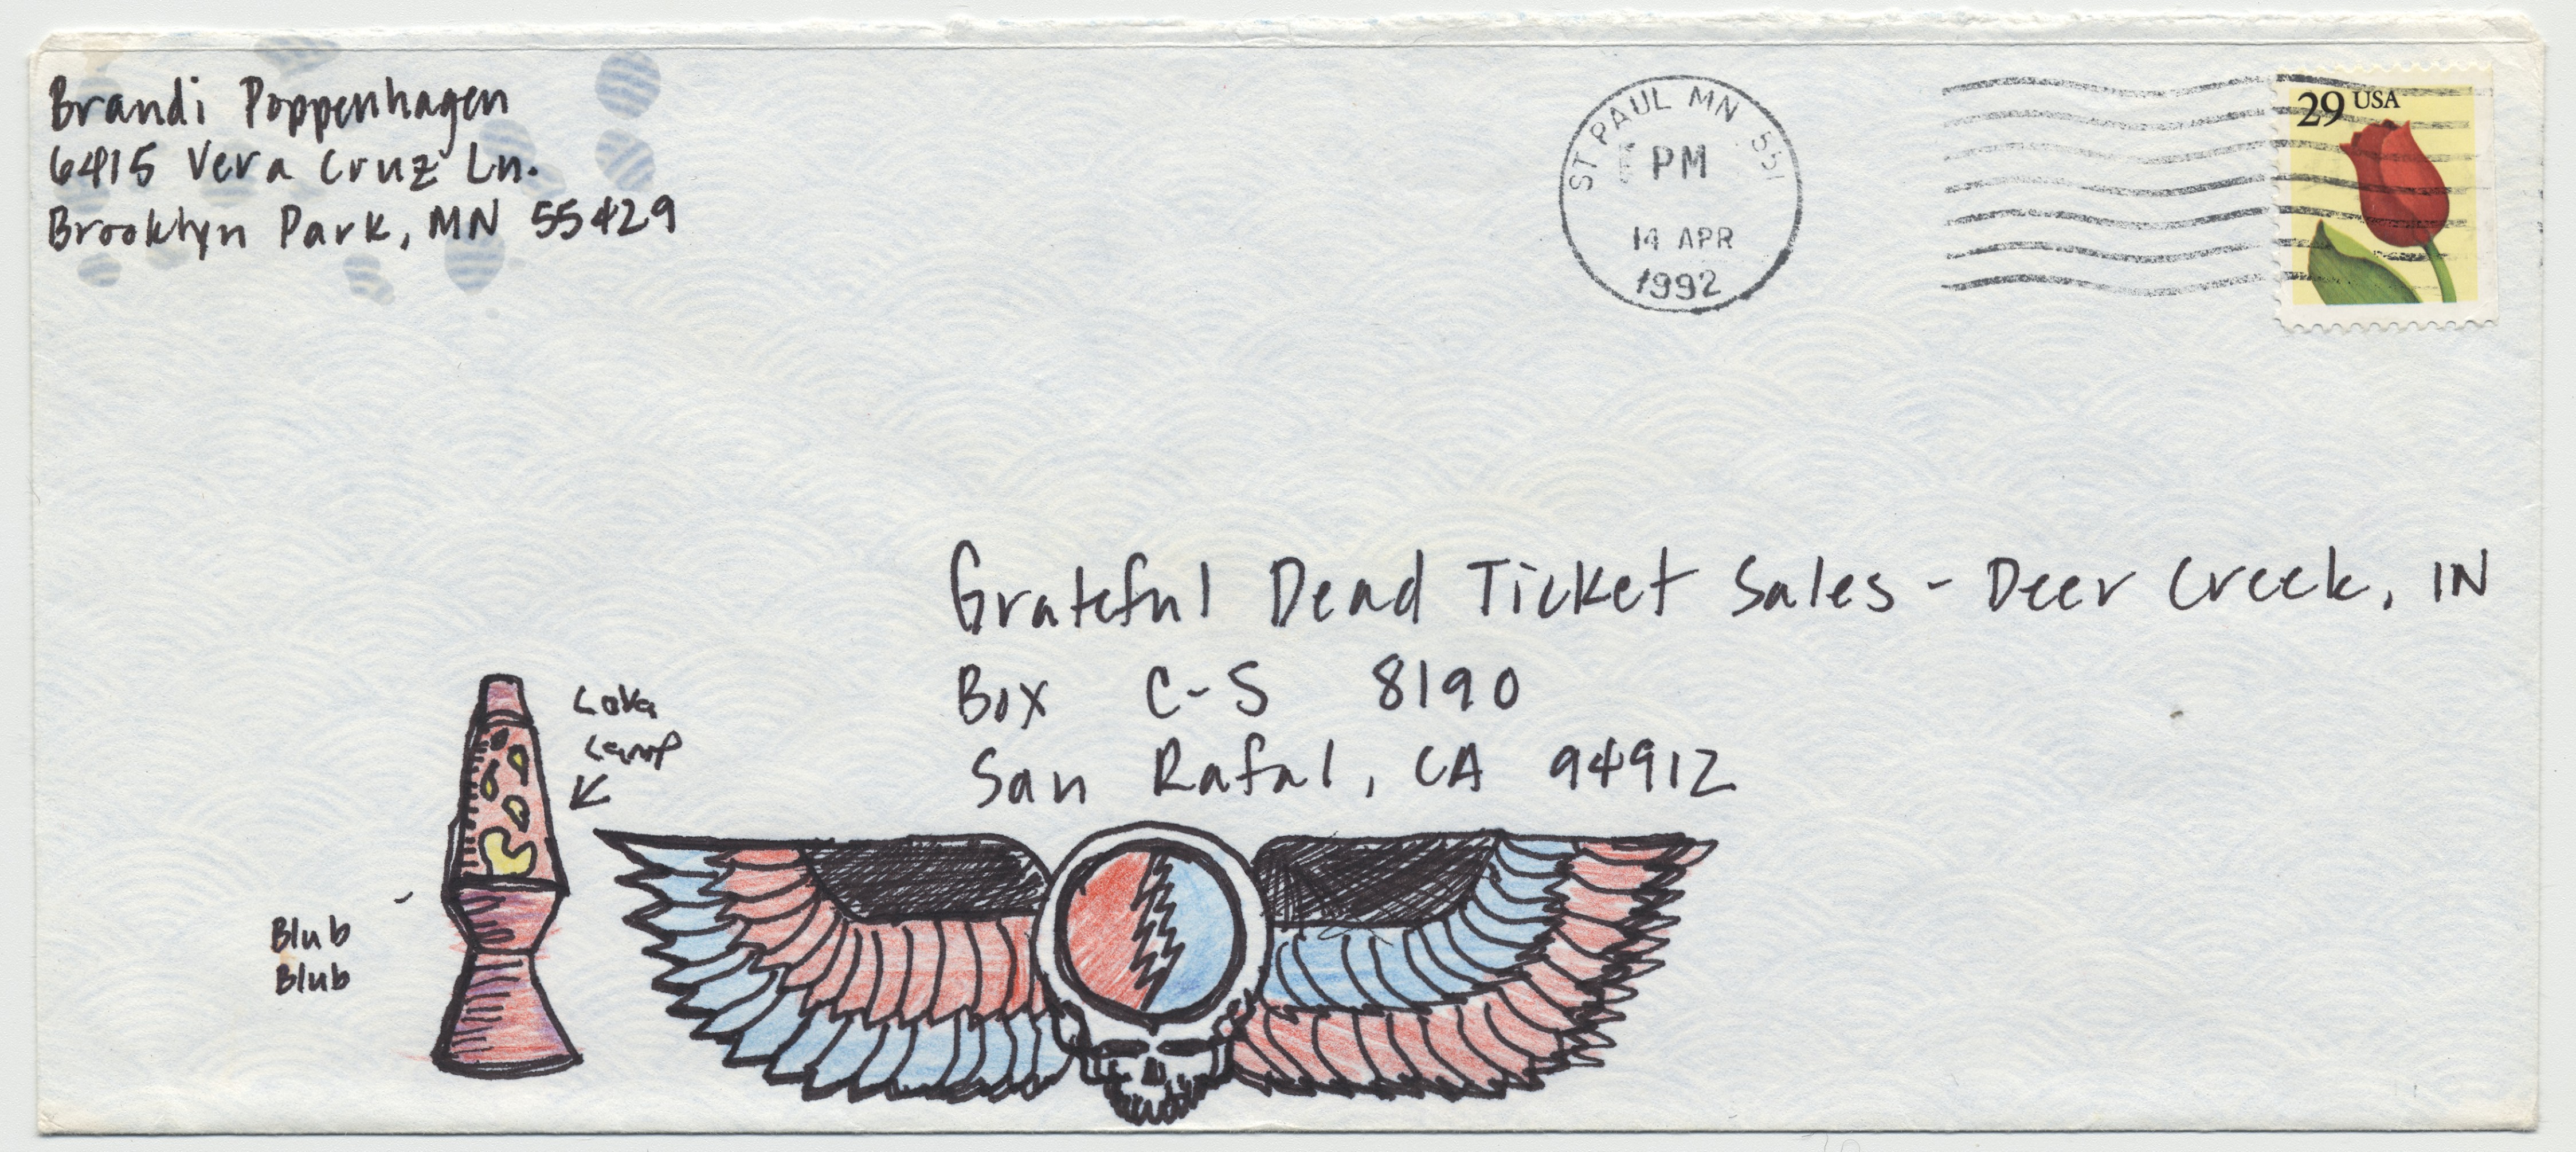 Brandi Poppenhagen
6415 Vera Cruz Ln.
Brooklyn Park, MN 55429
ST PAUL MN 551
PM
14 APR
1992
29 USA
Grateful Dead Ticket Sales - Deer Creek, IN
Box C-S 8190
San Rafal, CA 94912
Lava
Lamp
Blub
Blub